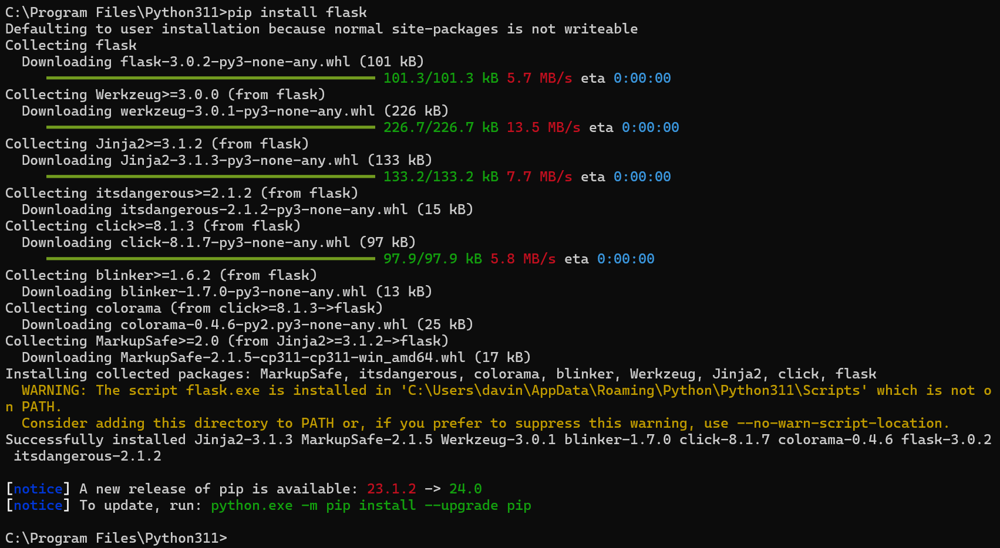 C:\Program Files\Python311>pip install flask
Defaulting to user installation because normal site-packages is not writeable
Collecting flask
  Downloading flask-3.0.2-py3-none-any.whl (101 kB)
     101.3/101.3 kB 5.7 MB/s eta 0:00:00
Collecting Werkzeug>=3.0.0 (from flask)
  Downloading werkzeug-3.0.1-py3-none-any.whl (226 kB)
     226.7/226.7 kB 13.5 MB/s eta 0:00:00
Collecting Jinja2>=3.1.2 (from flask)
  Downloading Jinja2-3.1.3-py3-none-any.whl (133 kB)
     133.2/133.2 kB 7.7 MB/s eta 0:00:00
Collecting itsdangerous>=2.1.2 (from flask)
  Downloading itsdangerous-2.1.2-py3-none-any.whl (15 kB)
Collecting click>=8.1.3 (from flask)
  Downloading click-8.1.7-py3-none-any.whl (97 kB)
     97.9/97.9 kB 5.8 MB/s eta 0:00:00
Collecting blinker>=1.6.2 (from flask)
  Downloading blinker-1.7.0-py3-none-any.whl (13 kB)
Collecting colorama (from click>=8.1.3->flask)
  Downloading colorama-0.4.6-py2.py3-none-any.whl (25 kB)
Collecting MarkupSafe>=2.0 (from Jinja2>=3.1.2->flask)
  Downloading MarkupSafe-2.1.5-cp311-cp311-win_amd64.whl (17 kB)
Installing collected packages: MarkupSafe, itsdangerous, colorama, blinker, Werkzeug, Jinja2, click, flask
  WARNING: The script flask.exe is installed in 'C:\Users\davin\AppData\Roaming\Python\Python311\Scripts' which is not o
n PATH.
  Consider adding this directory to PATH or, if you prefer to suppress this warning, use --no-warn-script-location.
Successfully installed Jinja2-3.1.3 MarkupSafe-2.1.5 Werkzeug-3.0.1 blinker-1.7.0 click-8.1.7 colorama-0.4.6 flask-3.0.2
 itsdangerous-2.1.2

[notice] A new release of pip is available: 23.1.2 -> 24.0
[notice] To update, run: python.exe -m pip install --upgrade pip

C:\Program Files\Python311>